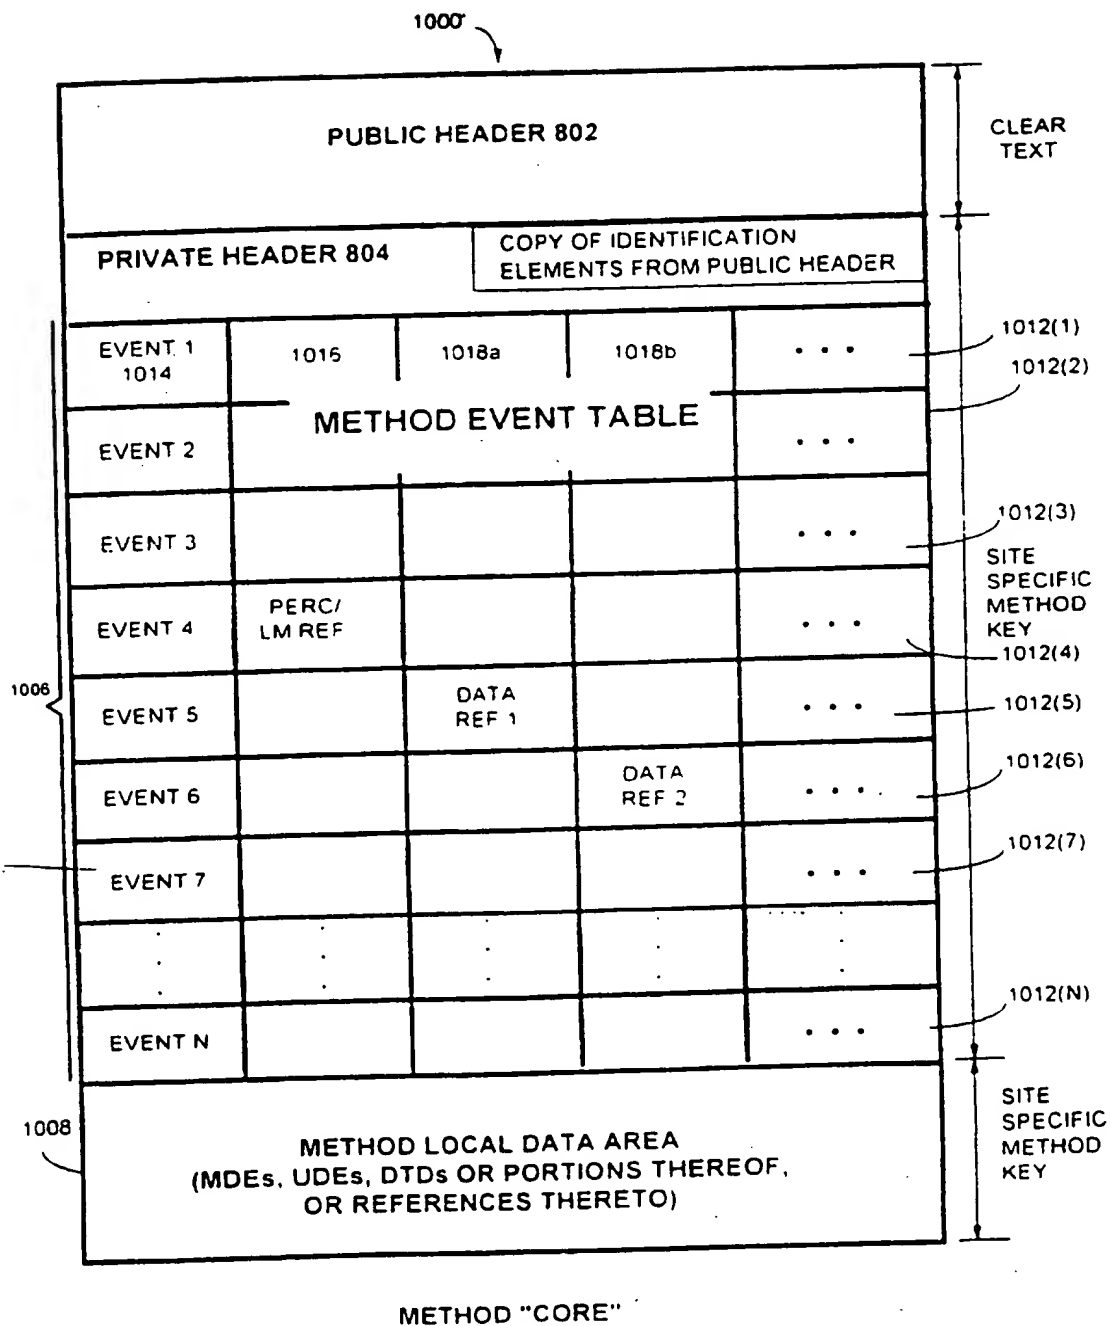 1000
PUBLIC HEADER 802
CLEAR
TEXT
PRIVATE HEADER 804
COPY OF IDENTIFICATION
ELEMENTS FROM PUBLIC HEADER
EVENT 1
1014
1016
1018a
1018b
• • •
1012(1)
1012(2)
METHOD EVENT TABLE
EVENT 2
• • •
EVENT 3
• • •
1012(3)
SITE
SPECIFIC
METHOD
KEY
EVENT 4
PERC/
LM REF
• • •
1012(4)
1006
EVENT 5
DATA
REF 1
• • •
1012(5)
EVENT 6
DATA
REF 2
• • •
1012(6)
EVENT 7
• • •
1012(7)
EVENT N
• • •
1012(N)
1008
METHOD LOCAL DATA AREA
(MDEs, UDEs, DTDs OR PORTIONS THEREOF,
OR REFERENCES THERETO)
SITE
SPECIFIC
METHOD
KEY
METHOD "CORE"